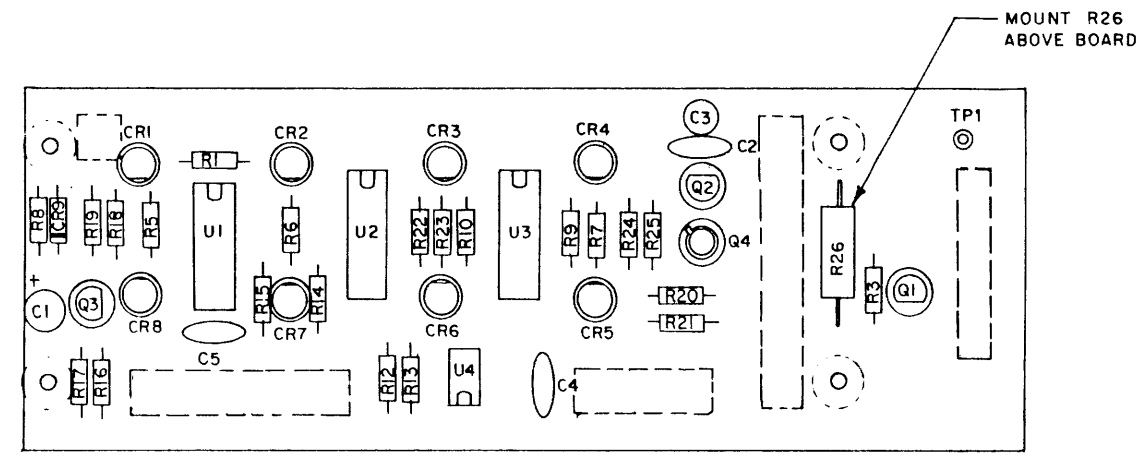 MOUNT R26
ABOVE BOARD
TP1
CR1
CR2
CR3
CR4
C3
C2
R1
Q2
R8
CR9
R19
R18
R5
U1
R6
U2
R22
R23
R10
U3
R9
R7
R24
R25
Q4
R26
R3
Q1
+
C1
Q3
CR8
R15
CR7
R14
CR6
CR5
R20
R21
C5
R17
R16
R12
R13
U4
C4